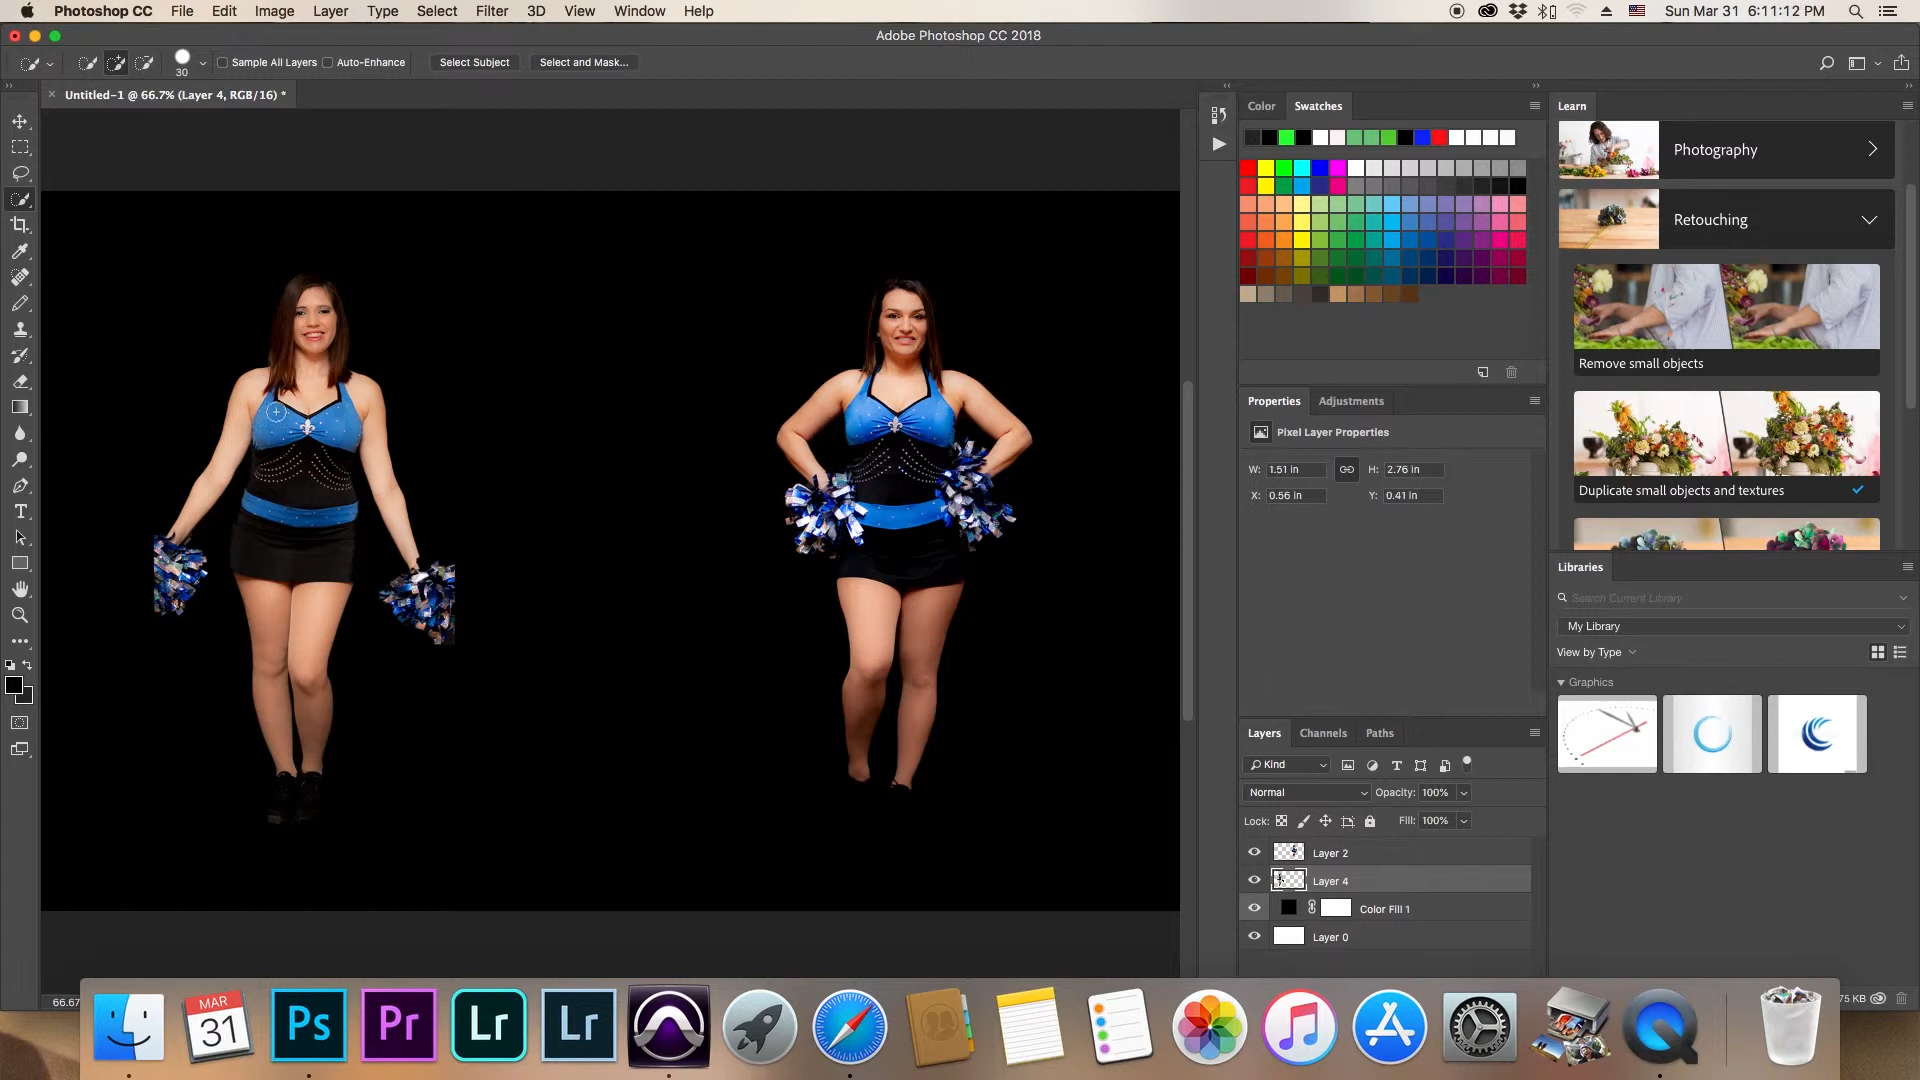 Photoshop CC File Edit Image Layer Type Select Filter 3D View Window Help Sun Mar 31 6:11:12 PM
Adobe Photoshop CC 2018
30 Sample All Layers Auto-Enhance Select Subject Select and Mask...
Untitled-1 @ 66.7% (Layer 4, RGB/16) *
Color Swatches
Learn
Photography
Retouching
Remove small objects
Duplicate small objects and textures
Properties Adjustments
Pixel Layer Properties
W: 1.51 in H: 2.76 in
X: 0.56 in Y: 0.41 in
Libraries
Search Current Library
My Library
View by Type
Graphics
Layers Channels Paths
Kind
Normal Opacity: 100%
Lock: Fill: 100%
Layer 2
Layer 4
Color Fill 1
Layer 0
66.67
75 KB
MAR
31
Ps
Pr
Lr
Lr